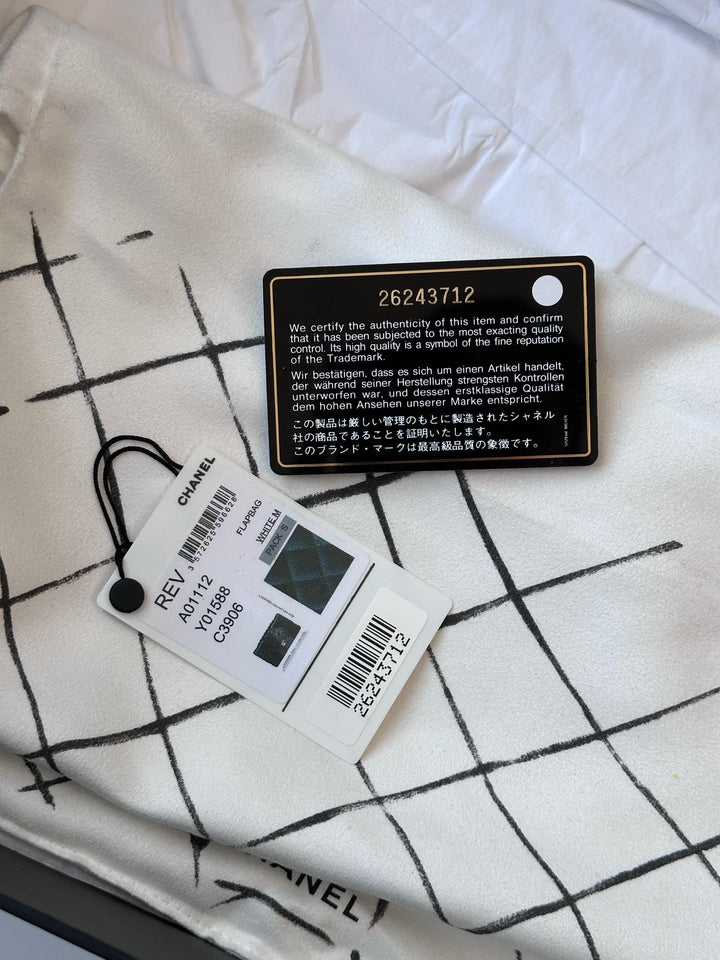 26243712
We certify the authenticity of this item and confirm
that it has been subjected to the most exacting quality
control. Its high quality is a symbol of the fine reputation
of the Trademark.
Wir bestätigen, dass es sich um einen Artikel handelt,
der während seiner Herstellung strengsten Kontrollen
unterworfen war, und dessen erstklassige Qualität
dem hohen Ansehen unserer Marke entspricht.
この製品は厳しい管理のもとに製造されたシャネル
社の商品であることを証明いたします。
このブランド・マークは最高級品質の象徴です。
CHANEL
3 572625 596628
FLAPBAG
WHITE.M
PACK S
REV
A01112
Y01588
C3906
26243712
CHANEL